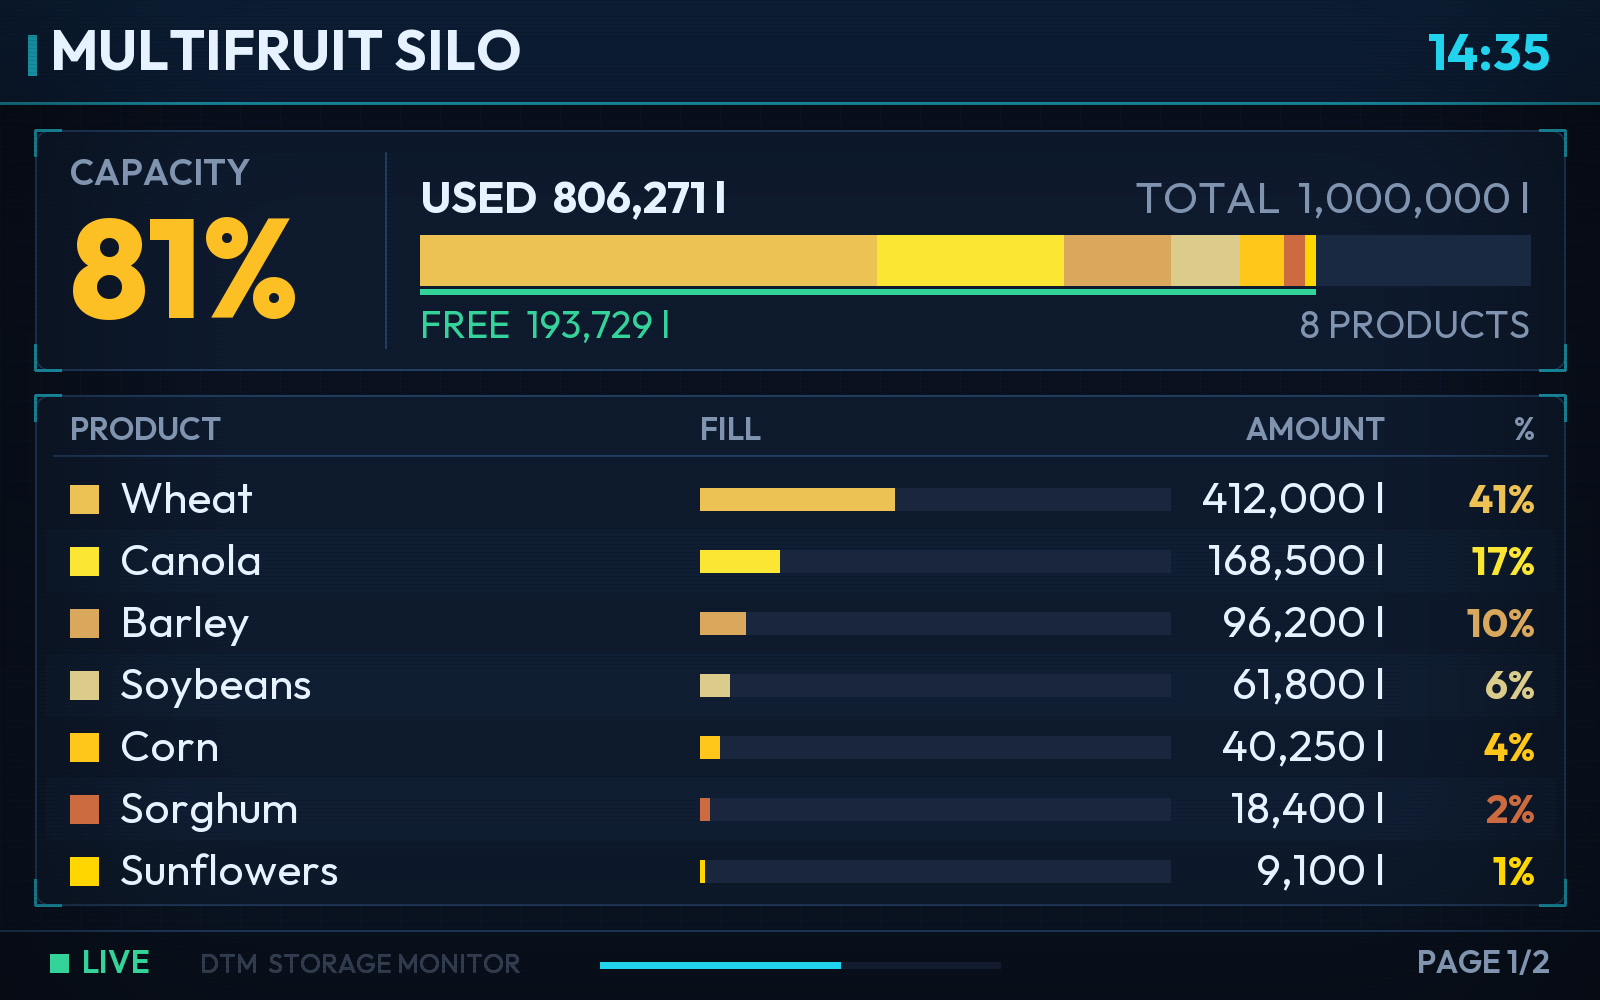 MULTIFRUIT SILO 14:35
CAPACITY
81%
USED 806,271 l TOTAL 1,000,000 l
FREE 193,729 l 8 PRODUCTS
PRODUCT FILL AMOUNT %
Wheat 412,000 l 41%
Canola 168,500 l 17%
Barley 96,200 l 10%
Soybeans 61,800 l 6%
Corn 40,250 l 4%
Sorghum 18,400 l 2%
Sunflowers 9,100 l 1%
LIVE DTM STORAGE MONITOR PAGE 1/2